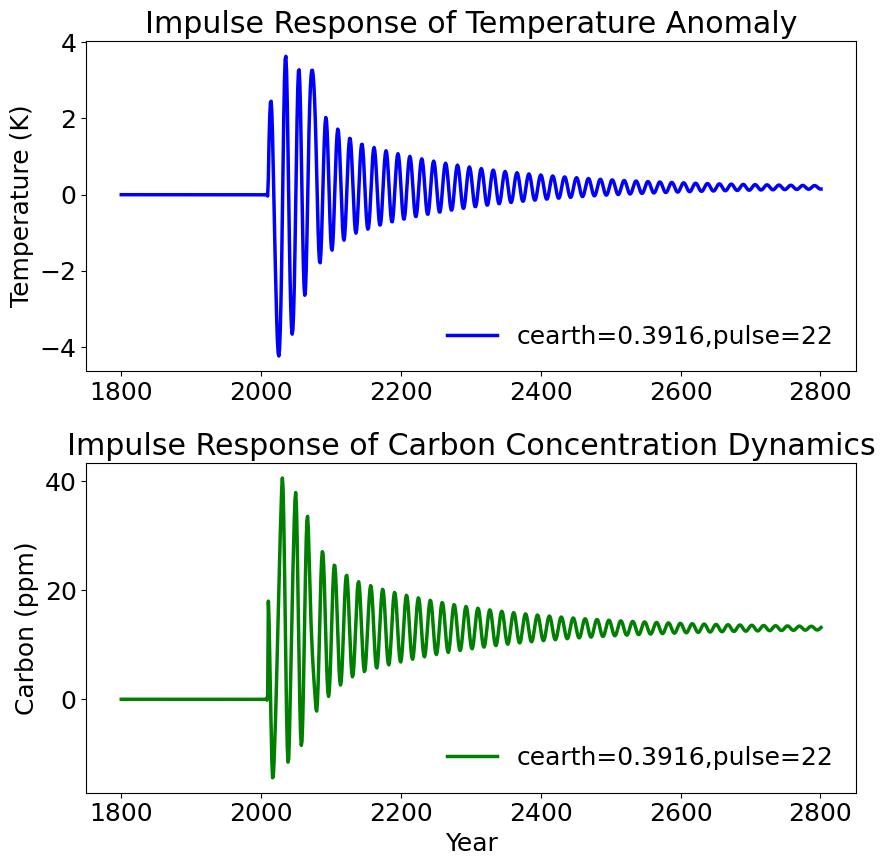 Impulse Response of Temperature Anomaly
Temperature (K)
4
2
0
−2
−4
cearth=0.3916,pulse=22
1800 2000 2200 2400 2600 2800
Impulse Response of Carbon Concentration Dynamics
Carbon (ppm)
40
20
0
cearth=0.3916,pulse=22
1800 2000 2200 2400 2600 2800
Year